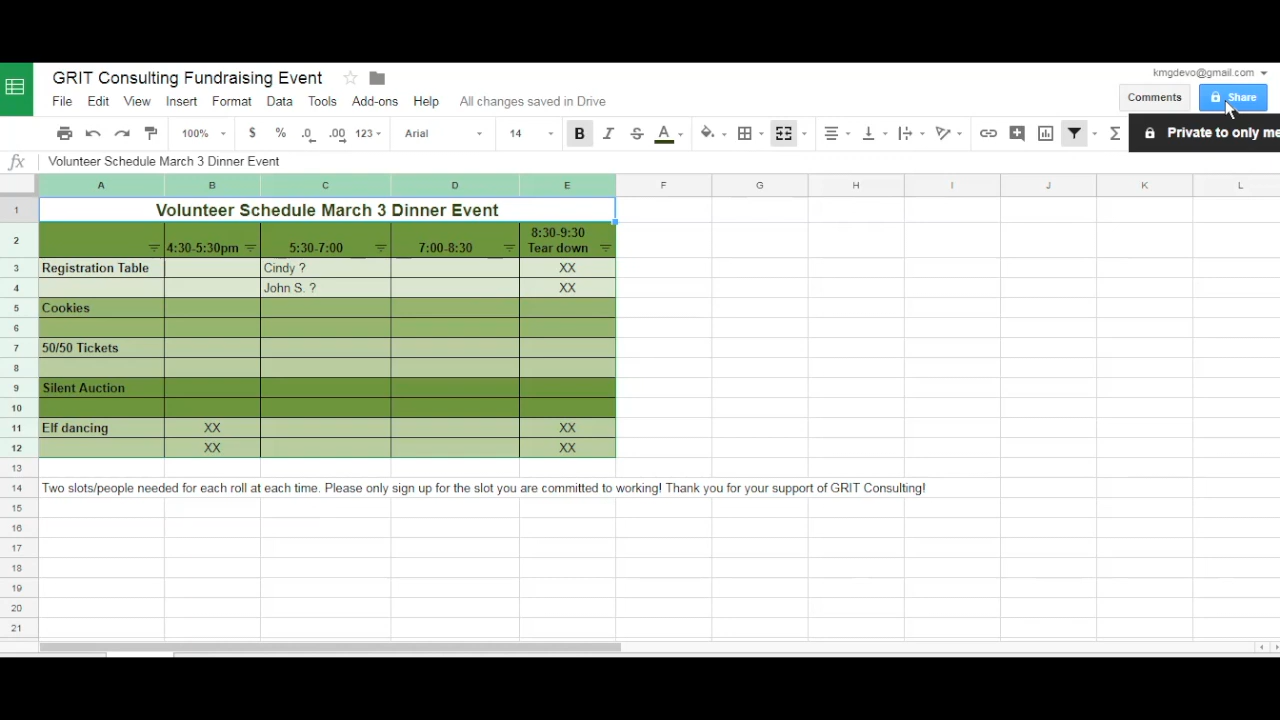 GRIT Consulting Fundraising Event
kmgdevo@gmail.com
File Edit View Insert Format Data Tools Add-ons Help All changes saved in Drive
Comments Share
100% $ % .0 .00 123 Arial 14 B I S A Σ
Private to only me
fx Volunteer Schedule March 3 Dinner Event
A B C D E F G H I J K L
1 Volunteer Schedule March 3 Dinner Event
2 4:30-5:30pm 5:30-7:00 7:00-8:30 8:30-9:30
Tear down
3 Registration Table Cindy ? XX
4 John S. ? XX
5 Cookies
6
7 50/50 Tickets
8
9 Silent Auction
10
11 Elf dancing XX XX
12 XX XX
13
14 Two slots/people needed for each roll at each time. Please only sign up for the slot you are committed to working! Thank you for your support of GRIT Consulting!
15
16
17
18
19
20
21